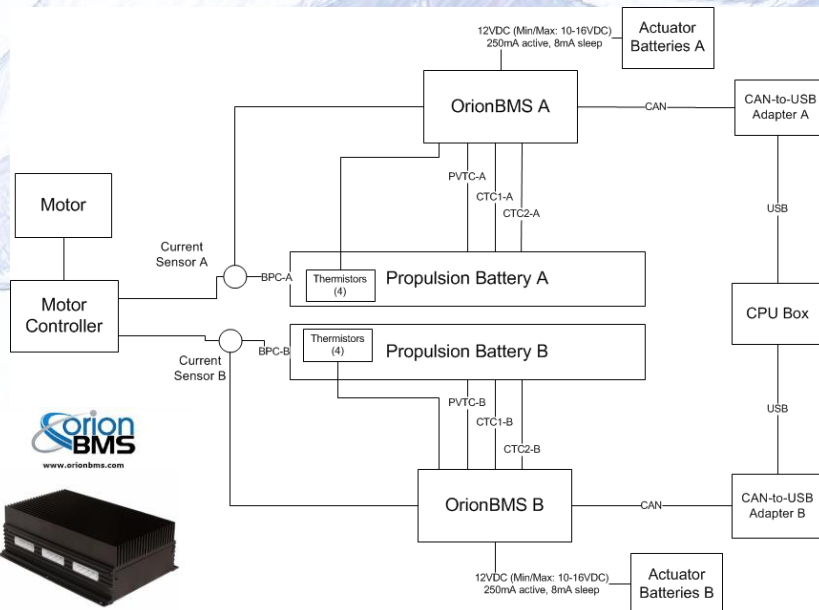 12VDC (Min/Max: 10-16VDC)
250mA active, 8mA sleep
Actuator
Batteries A
OrionBMS A
CAN
CAN-to-USB
Adapter A
PVTC-A
CTC1-A
CTC2-A
USB
Motor
Current
Sensor A
BPC-A
Thermistors
(4)
Propulsion Battery A
Motor
Controller
CPU Box
Current
Sensor B
BPC-B
Thermistors
(4)
Propulsion Battery B
PVTC-B
CTC1-B
CTC2-B
USB
orion
BMS
www.orionbms.com
OrionBMS B
CAN
CAN-to-USB
Adapter B
12VDC (Min/Max: 10-16VDC)
250mA active, 8mA sleep
Actuator
Batteries B